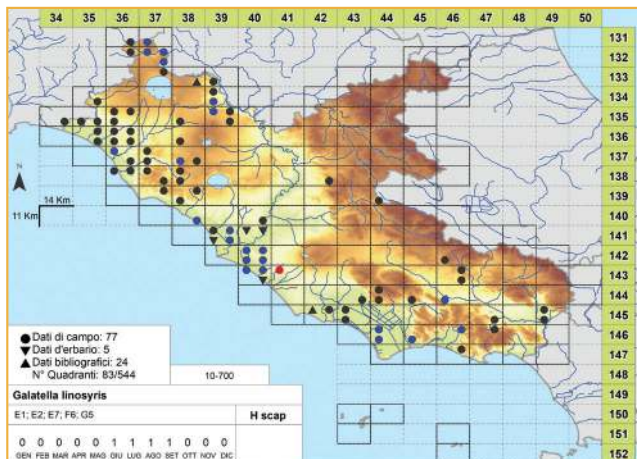 34 35 36 37 38 39 40 41 42 43 44 45 46 47 48 49 50
131
132
133
134
135
136
137
138
139
140
141
142
143
144
145
146
147
148
149
150
151
152
N
14 Km
11 Km
Dati di campo: 77
Dati d'erbario: 5
Dati bibliografici: 24
N° Quadranti: 83/544
10-700
Galatella linosyris
E1; E2; E7; F6; G5
H scap
0 0 0 0 0 1 1 1 1 0 0 0
GEN FEB MAR APR MAG GIU LUG AGO SET OTT NOV DIC